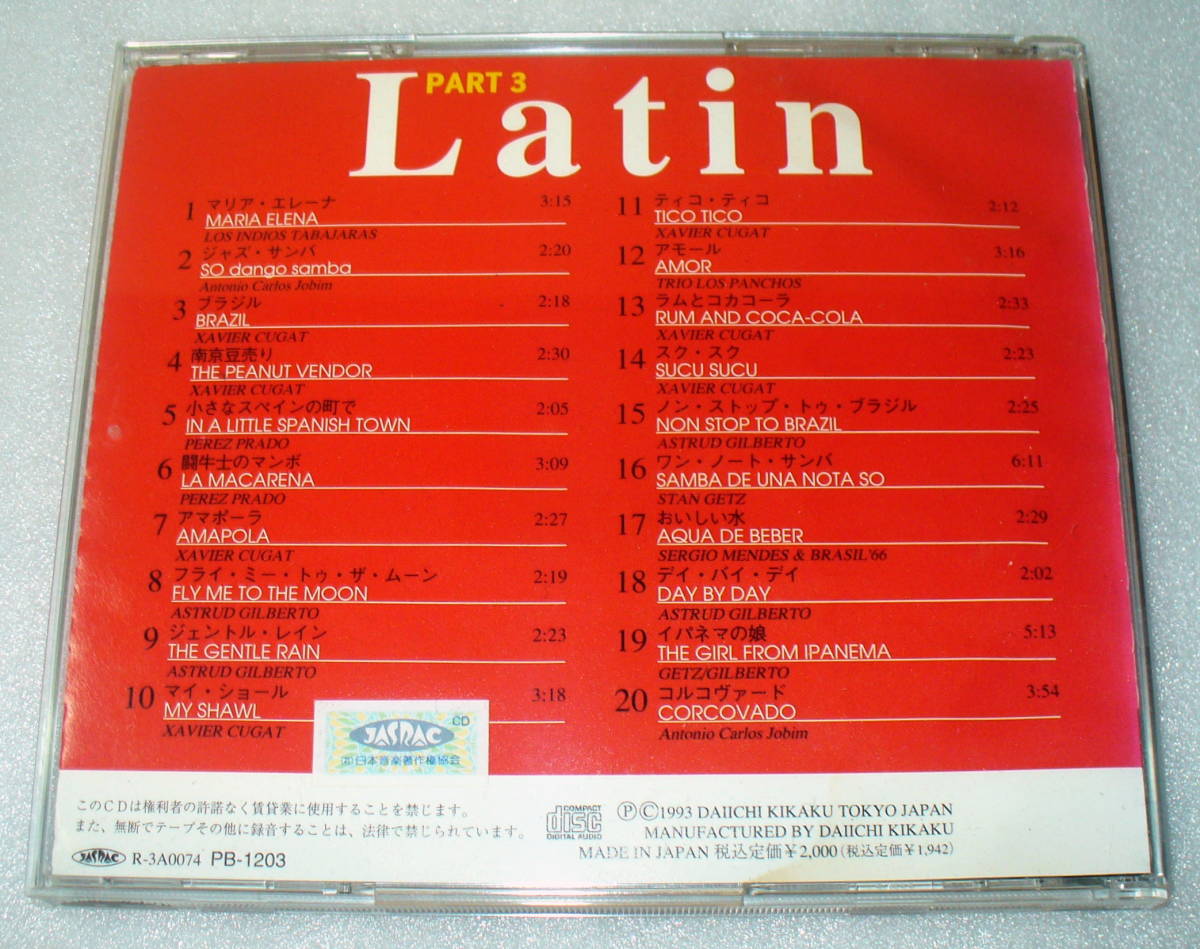 PART 3
Latin
1 マリア・エレーナ 3:15
MARIA ELENA
LOS INDIOS TABAJARAS
2 ジャズ・サンバ 2:20
SO dango samba
Antonio Carlos Jobim
3 ブラジル 2:18
BRAZIL
XAVIER CUGAT
4 南京豆売り 2:30
THE PEANUT VENDOR
XAVIER CUGAT
5 小さなスペインの町で 2:05
IN A LITTLE SPANISH TOWN
PEREZ PRADO
6 闘牛士のマンボ 3:09
LA MACARENA
PEREZ PRADO
7 アマポーラ 2:27
AMAPOLA
XAVIER CUGAT
8 フライ・ミー・トゥ・ザ・ムーン 2:19
FLY ME TO THE MOON
ASTRUD GILBERTO
9 ジェントル・レイン 2:23
THE GENTLE RAIN
ASTRUD GILBERTO
10 マイ・ショール 3:18
MY SHAWL
XAVIER CUGAT
11 ティコ・ティコ 2:12
TICO TICO
XAVIER CUGAT
12 アモール 3:16
AMOR
TRIO LOS PANCHOS
13 ラムとコカコーラ 2:33
RUM AND COCA-COLA
XAVIER CUGAT
14 スク・スク 2:23
SUCU SUCU
XAVIER CUGAT
15 ノン・ストップ・トゥ・ブラジル 2:25
NON STOP TO BRAZIL
ASTRUD GILBERTO
16 ワン・ノート・サンバ 6:11
SAMBA DE UNA NOTA SO
STAN GETZ
17 おいしい水 2:29
AQUA DE BEBER
SERGIO MENDES & BRASIL'66
18 デイ・バイ・デイ 2:02
DAY BY DAY
ASTRUD GILBERTO
19 イパネマの娘 5:13
THE GIRL FROM IPANEMA
GETZ/GILBERTO
20 コルコヴァード 3:54
CORCOVADO
Antonio Carlos Jobim
CD
JASRAC
㈳日本音楽著作権協会
このCDは権利者の許諾なく賃貸業に使用することを禁じます。
また、無断でテープその他に録音することは、法律で禁じられています。
JASRAC R-3A0074 PB-1203
COMPACT
disc
DIGITAL AUDIO
ⓅⒸ1993 DAIICHI KIKAKU TOKYO JAPAN
MANUFACTURED BY DAIICHI KIKAKU
MADE IN JAPAN 税込定価¥2,000(税込定価¥1,942)